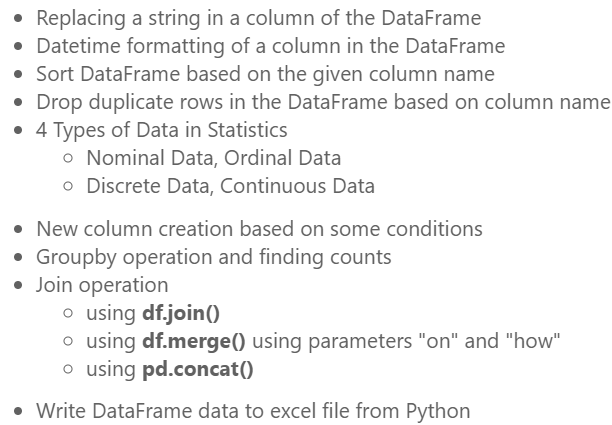 Replacing a string in a column of the DataFrame
Datetime formatting of a column in the DataFrame
Sort DataFrame based on the given column name
Drop duplicate rows in the DataFrame based on column name
4 Types of Data in Statistics
Nominal Data, Ordinal Data
Discrete Data, Continuous Data
New column creation based on some conditions
Groupby operation and finding counts
Join operation
using df.join()
using df.merge() using parameters "on" and "how"
using pd.concat()
Write DataFrame data to excel file from Python